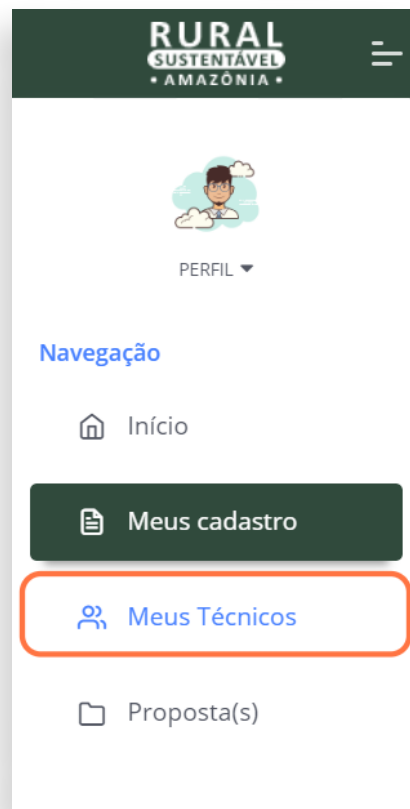 RURAL
SUSTENTÁVEL
• AMAZÔNIA •
PERFIL
Navegação
Início
Meus cadastro
Meus Técnicos
Proposta(s)